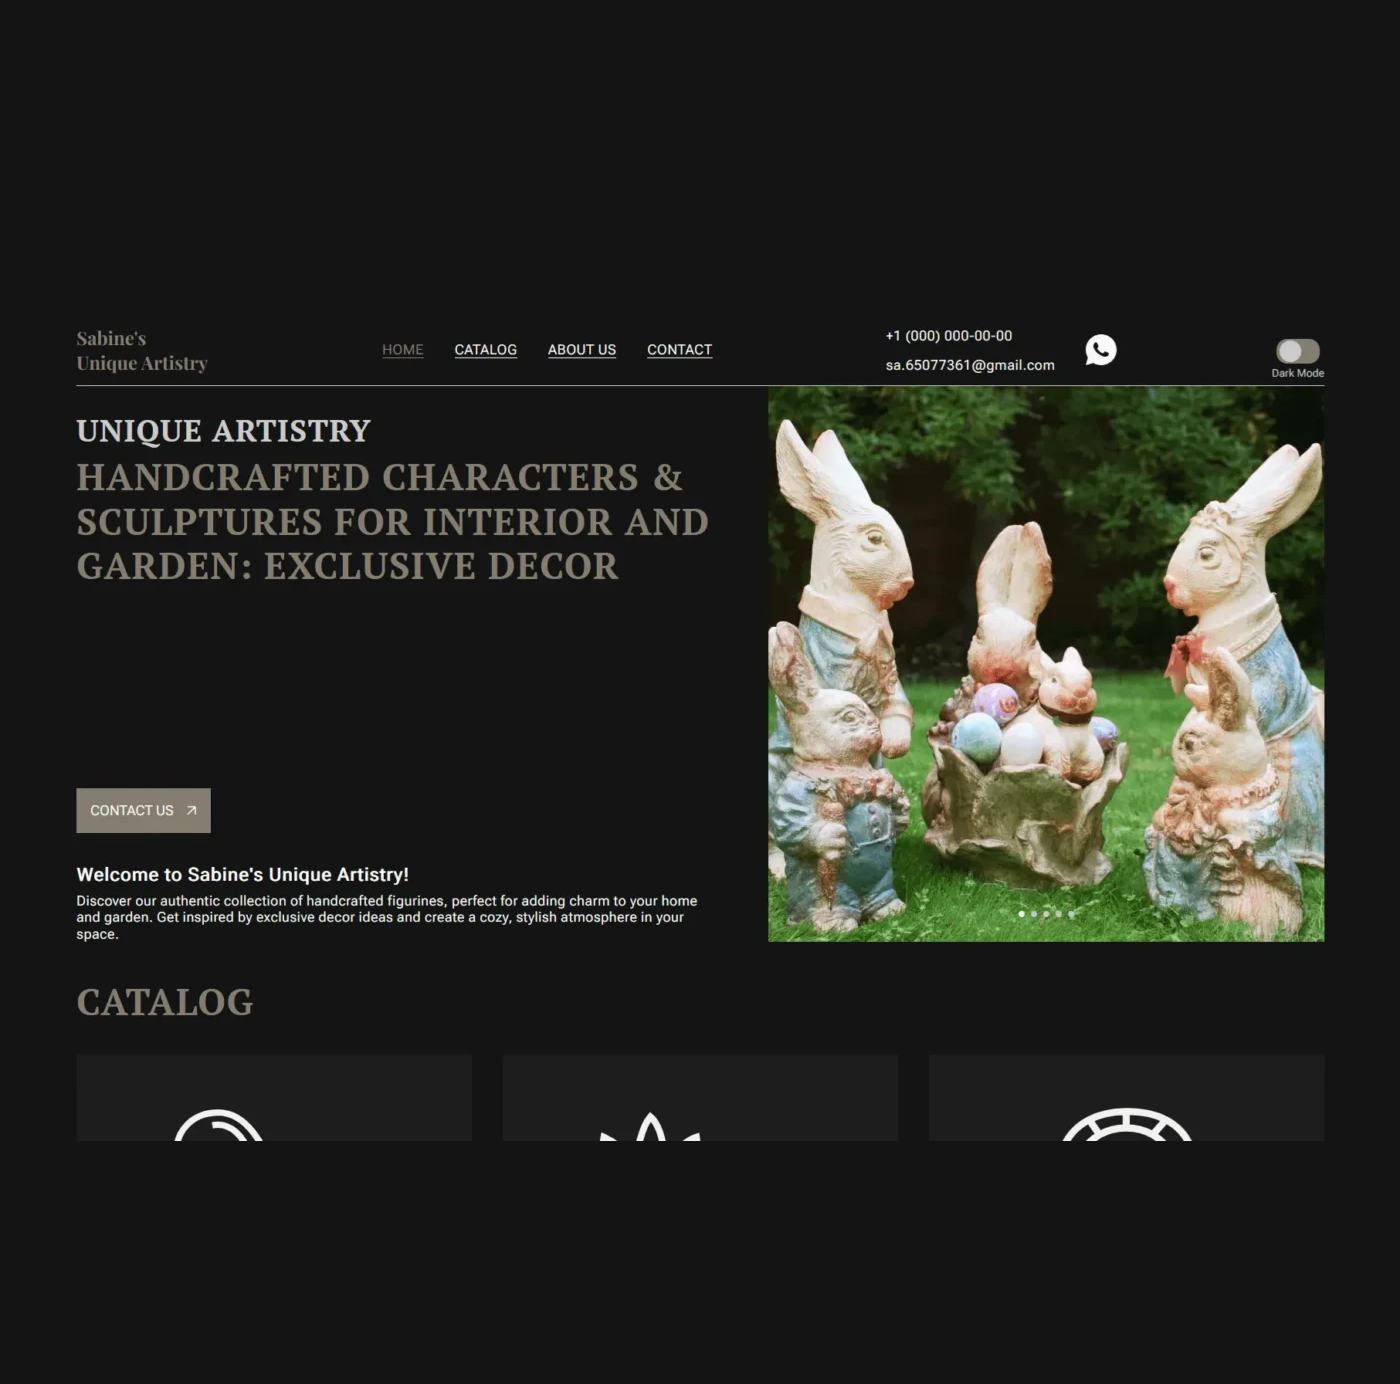 Sabine's
Unique Artistry
HOME
CATALOG
ABOUT US
CONTACT
+1 (000) 000-00-00
sa.65077361@gmail.com
Dark Mode
UNIQUE ARTISTRY
HANDCRAFTED CHARACTERS &
SCULPTURES FOR INTERIOR AND
GARDEN: EXCLUSIVE DECOR
CONTACT US
Welcome to Sabine's Unique Artistry!
Discover our authentic collection of handcrafted figurines, perfect for adding charm to your home
and garden. Get inspired by exclusive decor ideas and create a cozy, stylish atmosphere in your
space.
CATALOG